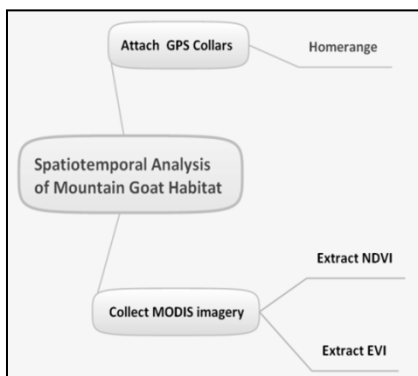 Attach GPS Collars
Homerange
Spatiotemporal Analysis
of Mountain Goat Habitat
Extract NDVI
Collect MODIS imagery
Extract EVI